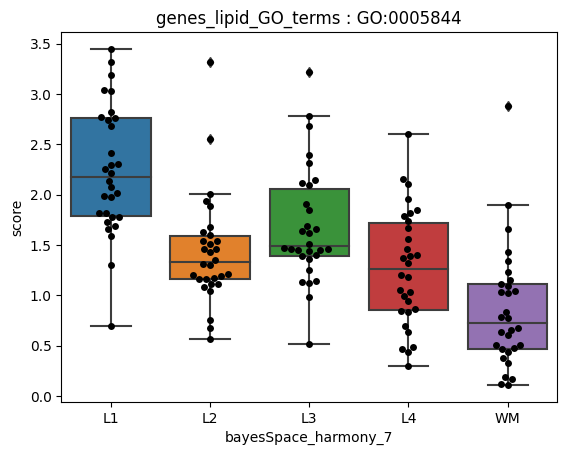 genes_lipid_GO_terms : GO:0005844
3.5
3.0
2.5
2.0
1.5
1.0
0.5
0.0
score
L1 L2 L3 L4 WM
bayesSpace_harmony_7